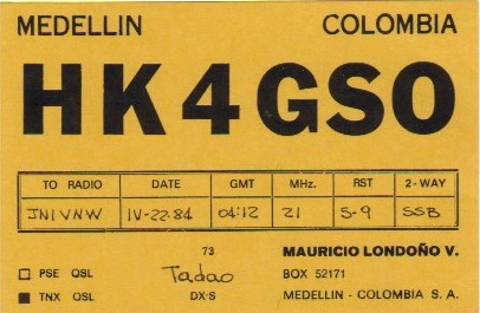 MEDELLIN COLOMBIA
HK4GSO
TO RADIO DATE GMT MHz. RST 2-WAY
JN1VNW IV-22-84 04:12 21 5-9 SSB
73 MAURICIO LONDOÑO V.
PSE QSL Tadao BOX 52171
TNX QSL DX'S MEDELLIN - COLOMBIA S. A.